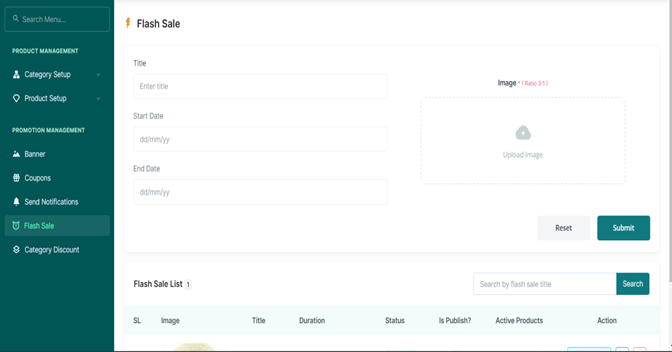 Search Menu...
PRODUCT MANAGEMENT
Category Setup
Product Setup
PROMOTION MANAGEMENT
Banner
Coupons
Send Notifications
Flash Sale
Category Discount
Flash Sale
Title
Enter title
Start Date
dd/mm/yy
End Date
dd/mm/yy
Image * ( Ratio 3:1 )
Upload Image
Reset Submit
Flash Sale List 1
Search by flash sale title Search
SL Image Title Duration Status Is Publish? Active Products Action